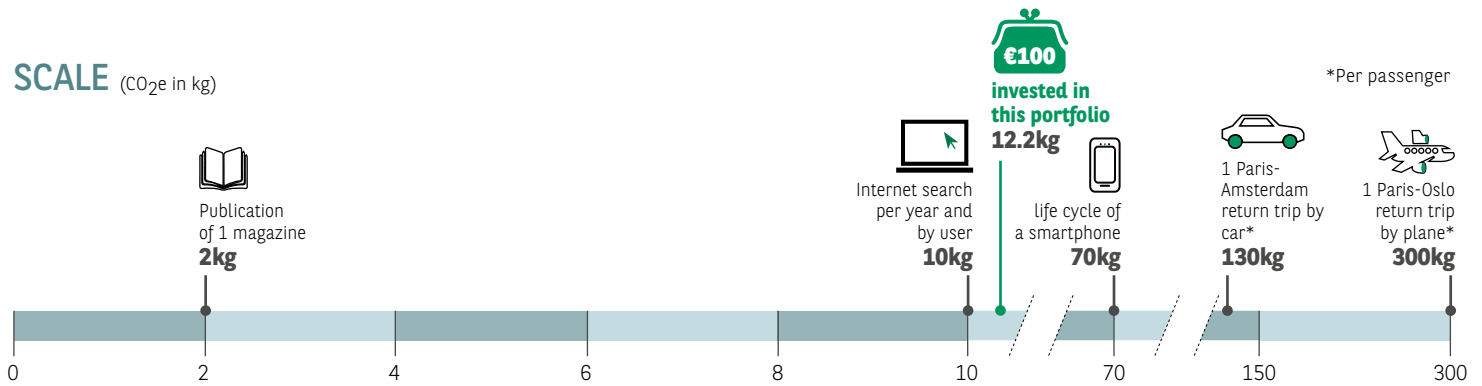 SCALE (CO2e in kg)
€100
invested in
this portfolio
12.2kg
*Per passenger
Publication
of 1 magazine
2kg
Internet search
per year and
by user
10kg
life cycle of
a smartphone
70kg
1 Paris-
Amsterdam
return trip by
car*
130kg
1 Paris-Oslo
return trip
by plane*
300kg
0 2 4 6 8 10 70 150 300